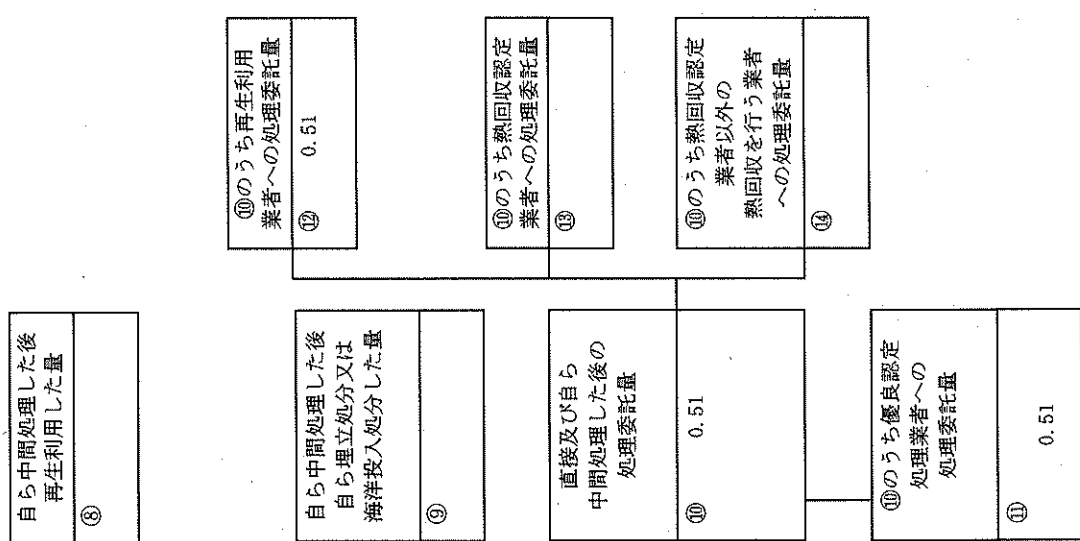 自ら中間処理した後
再生利用した量
⑧
自ら中間処理した後
自ら埋立処分又は
海洋投入処分した量
⑨
直接及び自ら
中間処理した後の
処理委託量
⑩ 0.51
⑩のうち優良認定
処理業者への
処理委託量
⑪ 0.51
⑩のうち再生利用
業者への処理委託量
⑫ 0.51
⑩のうち熱回収認定
業者への処理委託量
⑬
⑩のうち熱回収認定
業者以外の
熱回収を行う業者
への処理委託量
⑭